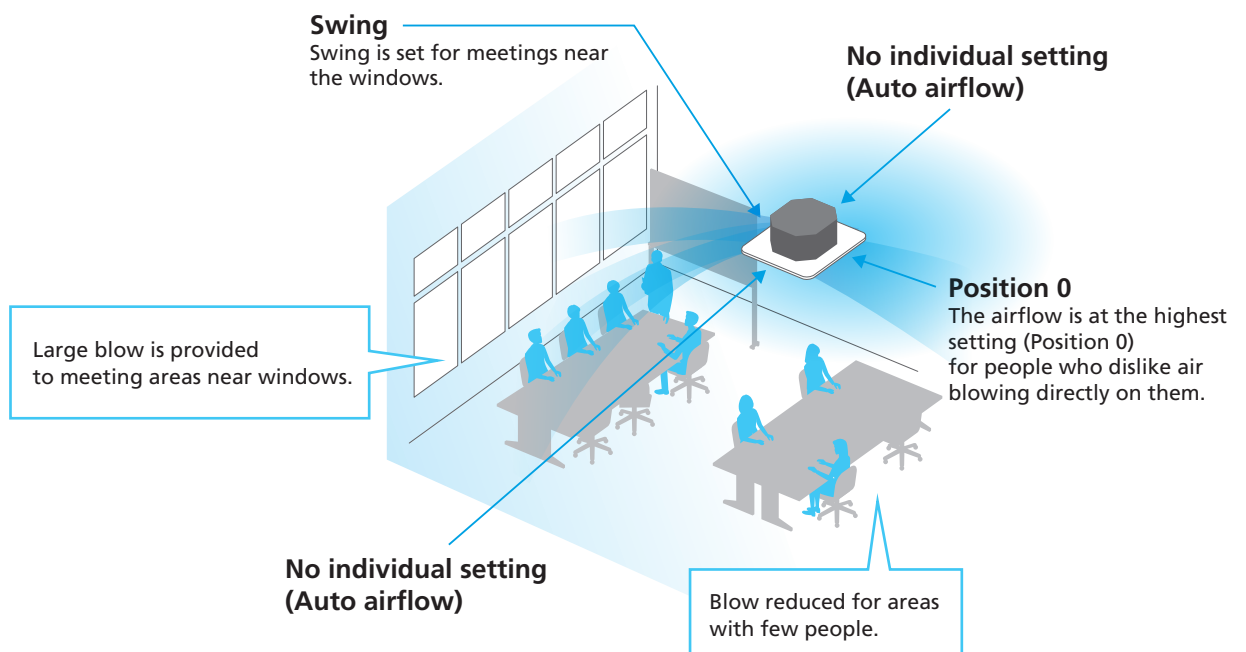 Swing
Swing is set for meetings near
the windows.
No individual setting
(Auto airflow)
Position 0
The airflow is at the highest
setting (Position 0)
for people who dislike air
blowing directly on them.
Large blow is provided
to meeting areas near windows.
No individual setting
(Auto airflow)
Blow reduced for areas
with few people.